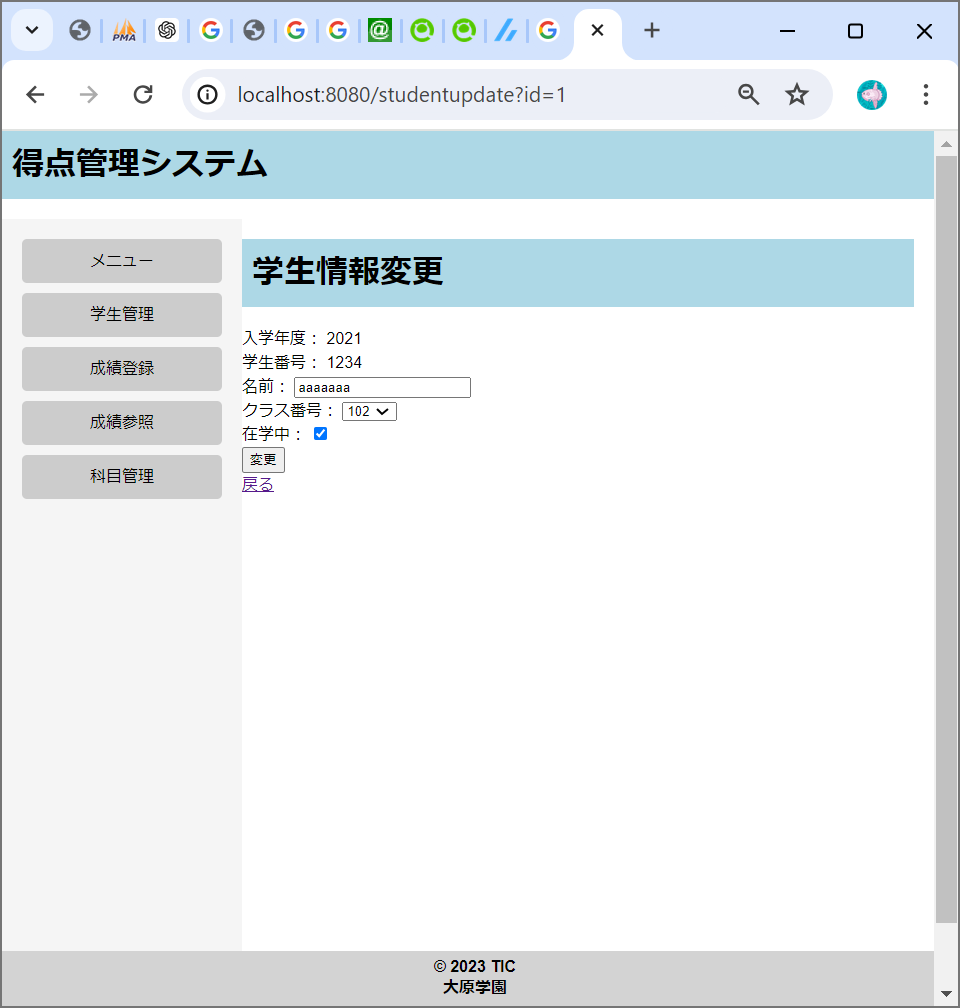 PMA
localhost:8080/studentupdate?id=1
得点管理システム
メニュー
学生管理
成績登録
成績参照
科目管理
学生情報変更
入学年度： 2021
学生番号： 1234
名前： aaaaaaa
クラス番号： 102
在学中：
変更
戻る
© 2023 TIC
大原学園